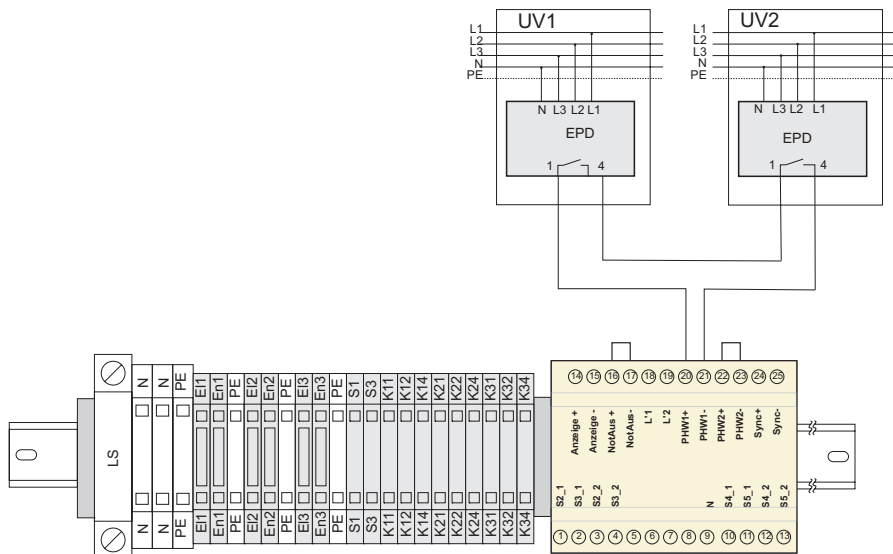 UV1
UV2
L1
L2
L3
N
PE
L1
L2
L3
N
PE
N L3 L2 L1
EPD
1 4
N L3 L2 L1
EPD
1 4
LS
N N PE El1 En1 PE El2 En2 PE El3 En3 PE S1 S3 K11 K12 K14 K21 K22 K24 K31 K32 K34
N N PE El1 En1 PE El2 En2 PE El3 En3 PE S1 S3 K11 K12 K14 K21 K22 K24 K31 K32 K34
14 15 16 17 18 19 20 21 22 23 24 25
Anzeige + Anzeige - NotAus + NotAus- L'1 L'2 PHW1+ PHW1- PHW2+ PHW2- Sync+ Sync-
S2_1 S3_1 S2_2 S3_2 N S4_1 S5_1 S4_2 S5_2
1 2 3 4 5 6 7 8 9 10 11 12 13